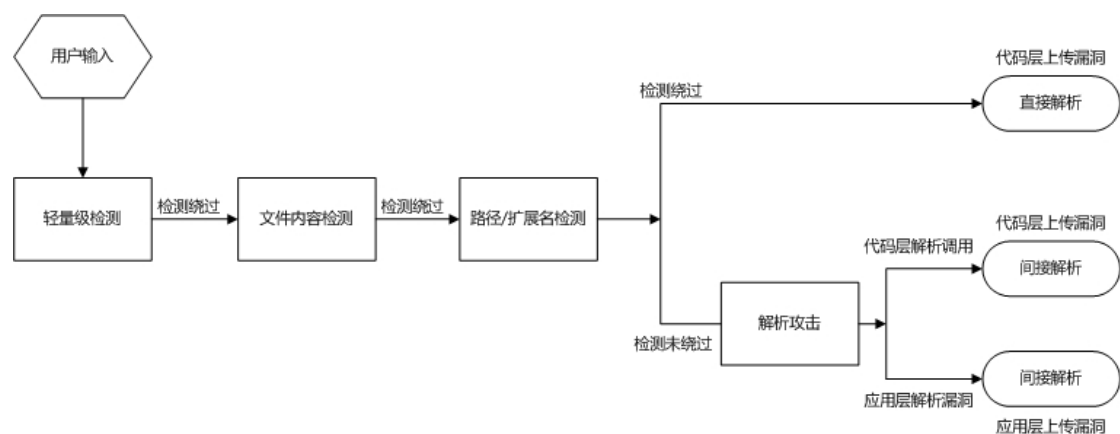 用户输入
轻量级检测
检测绕过
文件内容检测
检测绕过
路径/扩展名检测
检测绕过
代码层上传漏洞
直接解析
检测未绕过
解析攻击
代码层解析调用
代码层上传漏洞
间接解析
应用层解析漏洞
间接解析
应用层上传漏洞